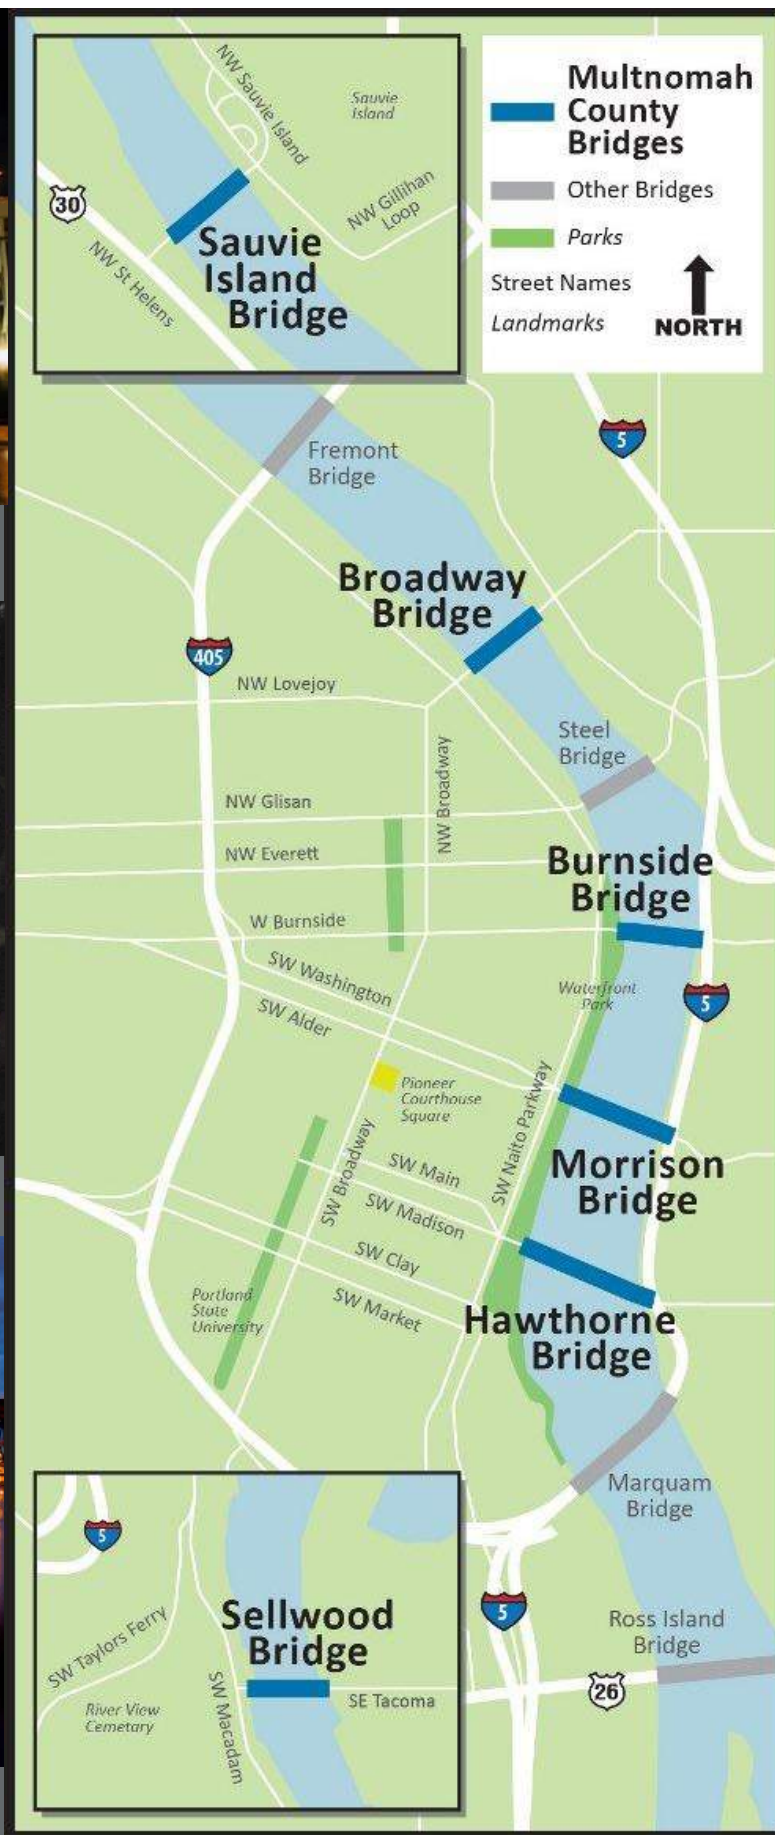 NW Sauvie Island
Sauvie
Island
30
NW Gillihan
Loop
NW St Helens
Sauvie
Island
Bridge
Multnomah
County
Bridges
Other Bridges
Parks
Street Names
Landmarks
NORTH
5
Fremont
Bridge
Broadway
Bridge
405
NW Lovejoy
Steel
Bridge
NW Broadway
NW Glisan
NW Everett
Burnside
Bridge
W Burnside
SW Washington
SW Alder
Waterfront
Park
5
Pioneer
Courthouse
Square
SW Naito Parkway
SW Broadway
SW Main
SW Madison
SW Clay
SW Market
Morrison
Bridge
Portland
State
University
Hawthorne
Bridge
Marquam
Bridge
5
SW Taylors Ferry
River View
Cemetary
SW Macadam
Sellwood
Bridge
SE Tacoma
5
Ross Island
Bridge
26